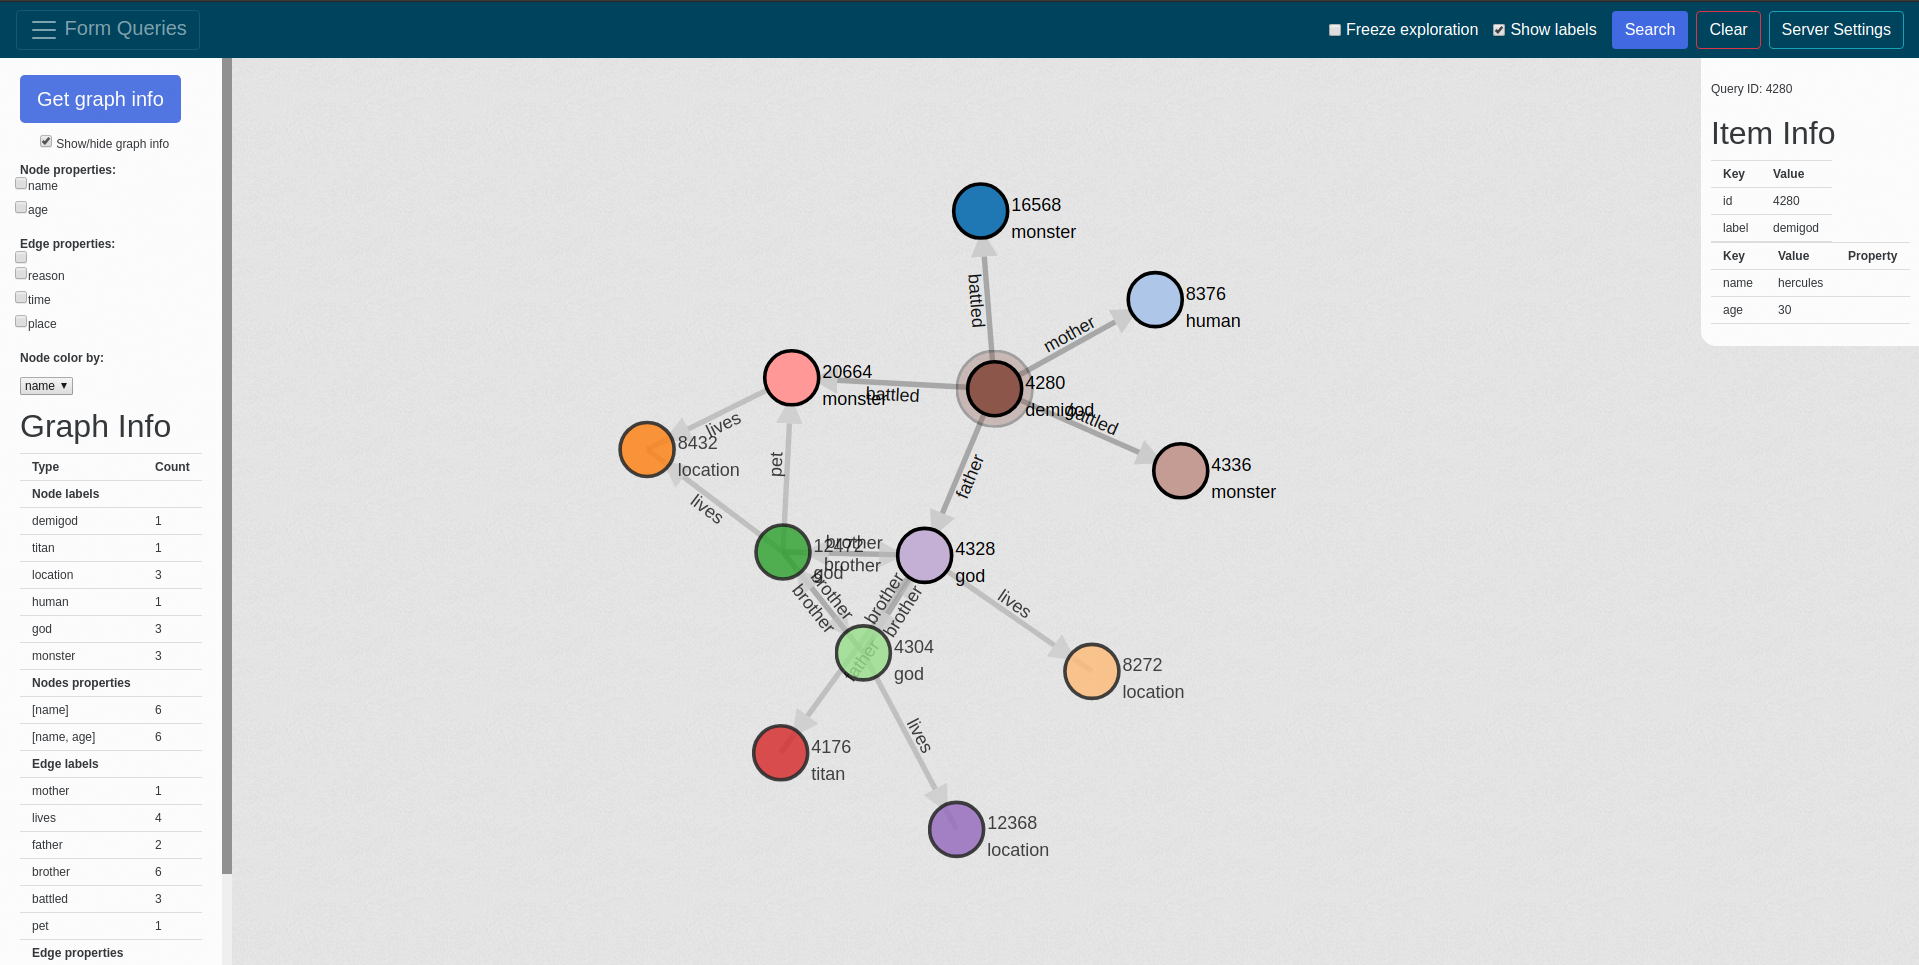 Form Queries
Freeze exploration
Show labels
Search
Clear
Server Settings
Get graph info
Show/hide graph info
Node properties:
name
age
Edge properties:
reason
time
place
Node color by:
name
Graph Info
Type Count
Node labels
demigod 1
titan 1
location 3
human 1
god 3
monster 3
Nodes properties
[name] 6
[name, age] 6
Edge labels
mother 1
lives 4
father 2
brother 6
battled 3
pet 1
Edge properties
16568
monster
battled
8376
human
mother
20664
monster
battled
4280
demigod
battled
lives
8432
location
pet
father
4336
monster
lives
12472
god
brother
brother
4328
god
brother
brother
brother
brother
lives
4304
god
father
8272
location
lives
4176
titan
12368
location
Query ID: 4280
Item Info
Key Value
id 4280
label demigod
Key Value Property
name hercules
age 30